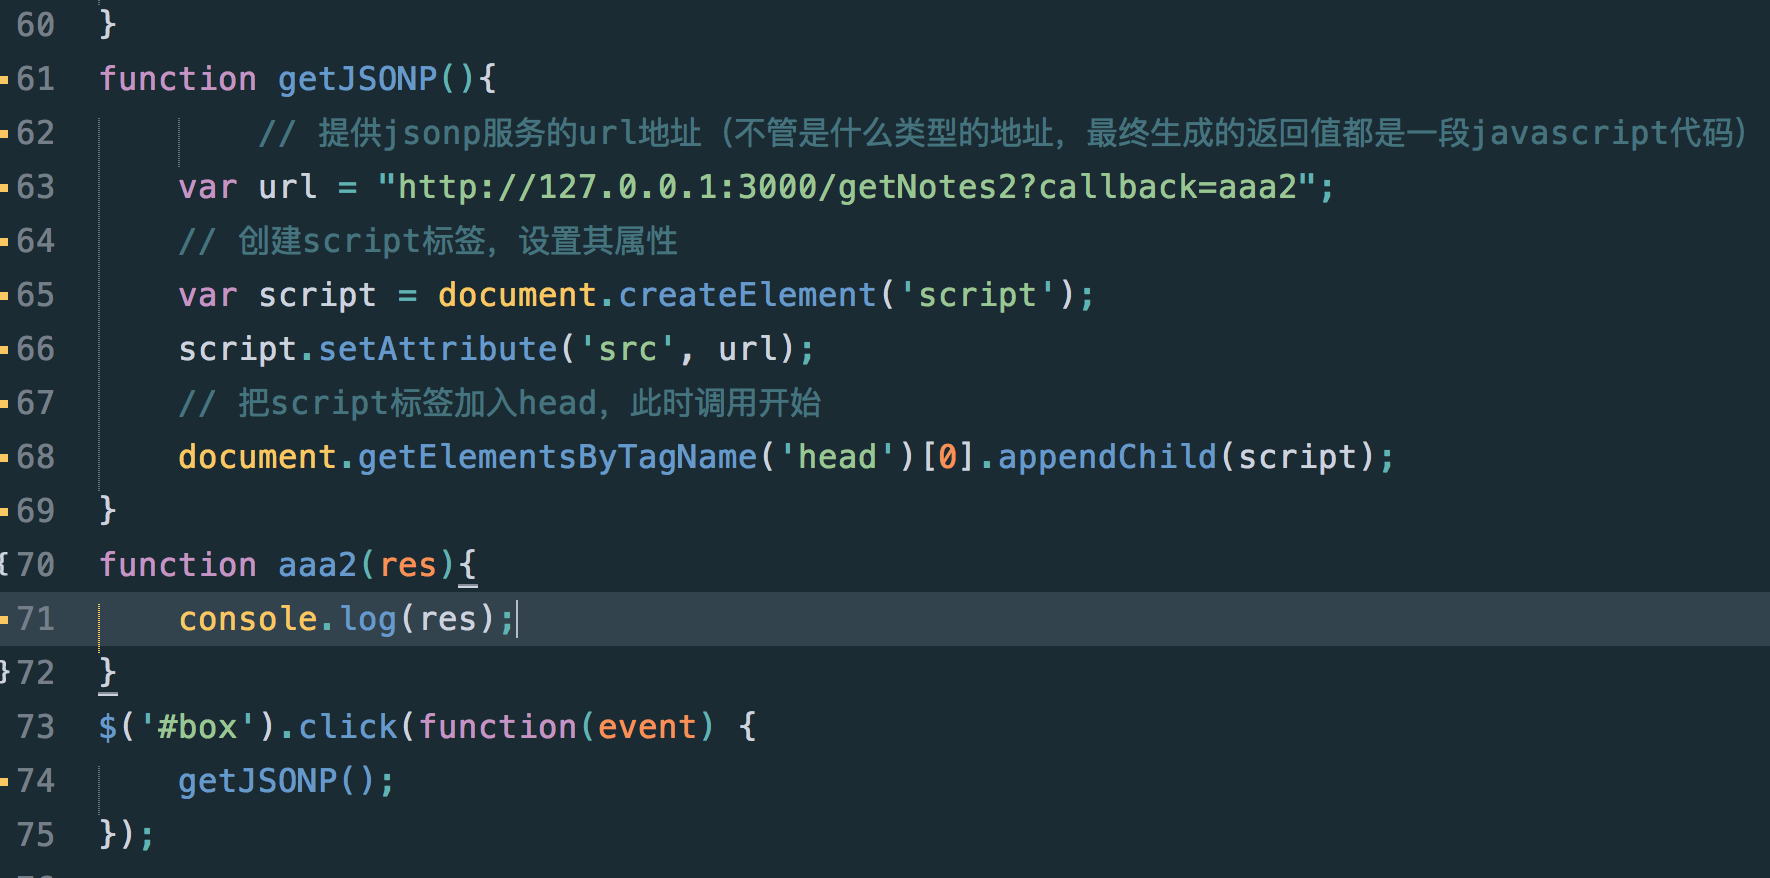 60 }
61 function getJSONP(){
62 // 提供jsonp服务的url地址（不管是什么类型的地址，最终生成的返回值都是一段javascript代码）
63 var url = "http://127.0.0.1:3000/getNotes2?callback=aaa2";
64 // 创建script标签，设置其属性
65 var script = document.createElement('script');
66 script.setAttribute('src', url);
67 // 把script标签加入head，此时调用开始
68 document.getElementsByTagName('head')[0].appendChild(script);
69 }
70 function aaa2(res){
71 console.log(res);
72 }
73 $('#box').click(function(event) {
74 getJSONP();
75 });